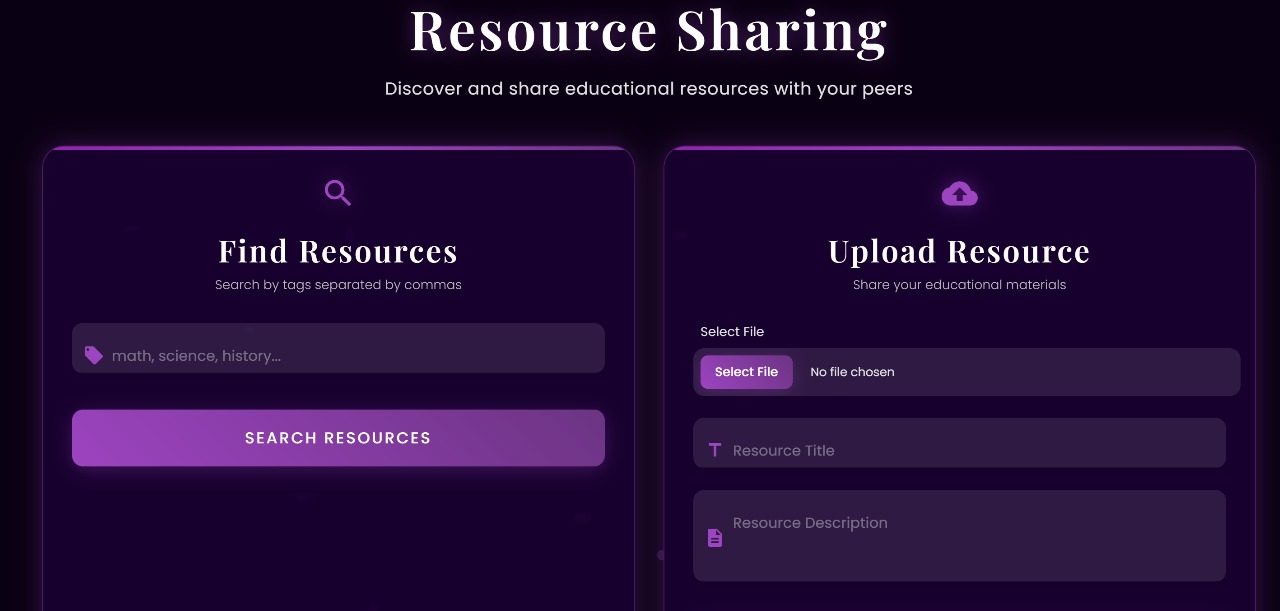 Resource Sharing
Discover and share educational resources with your peers
Find Resources
Search by tags separated by commas
math, science, history...
SEARCH RESOURCES
Upload Resource
Share your educational materials
Select File
Select File No file chosen
Resource Title
Resource Description